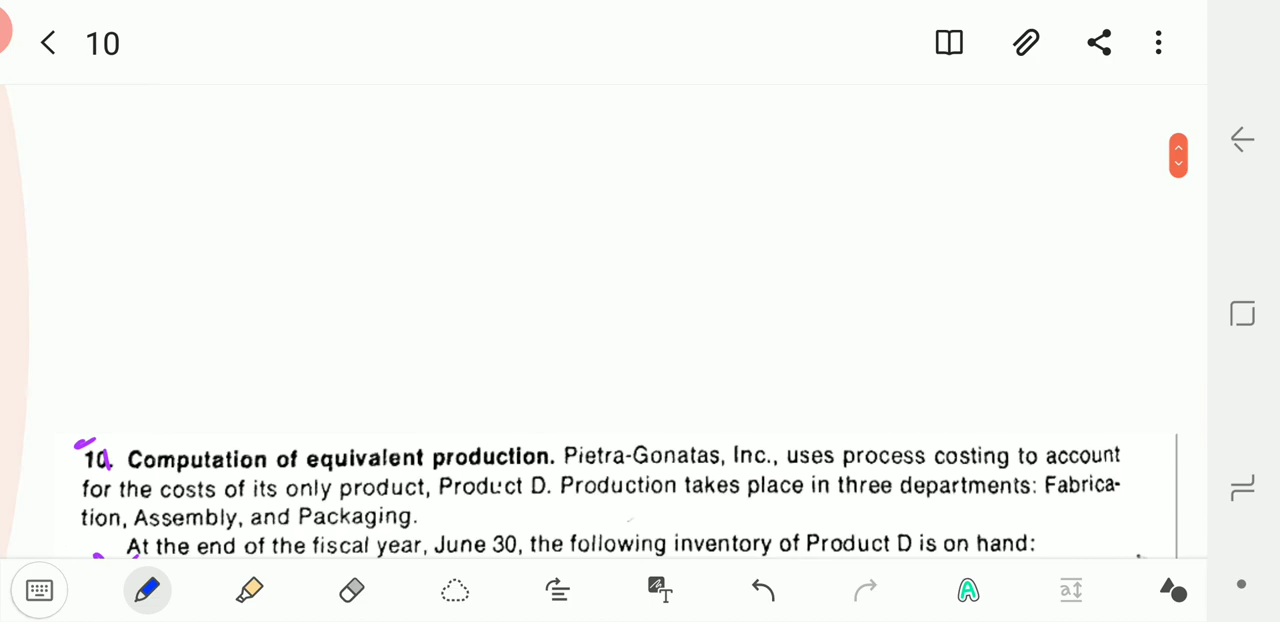 10
10. Computation of equivalent production. Pietra-Gonatas, Inc., uses process costing to account
for the costs of its only product, Product D. Production takes place in three departments: Fabrica-
tion, Assembly, and Packaging.
At the end of the fiscal year, June 30, the following inventory of Product D is on hand: